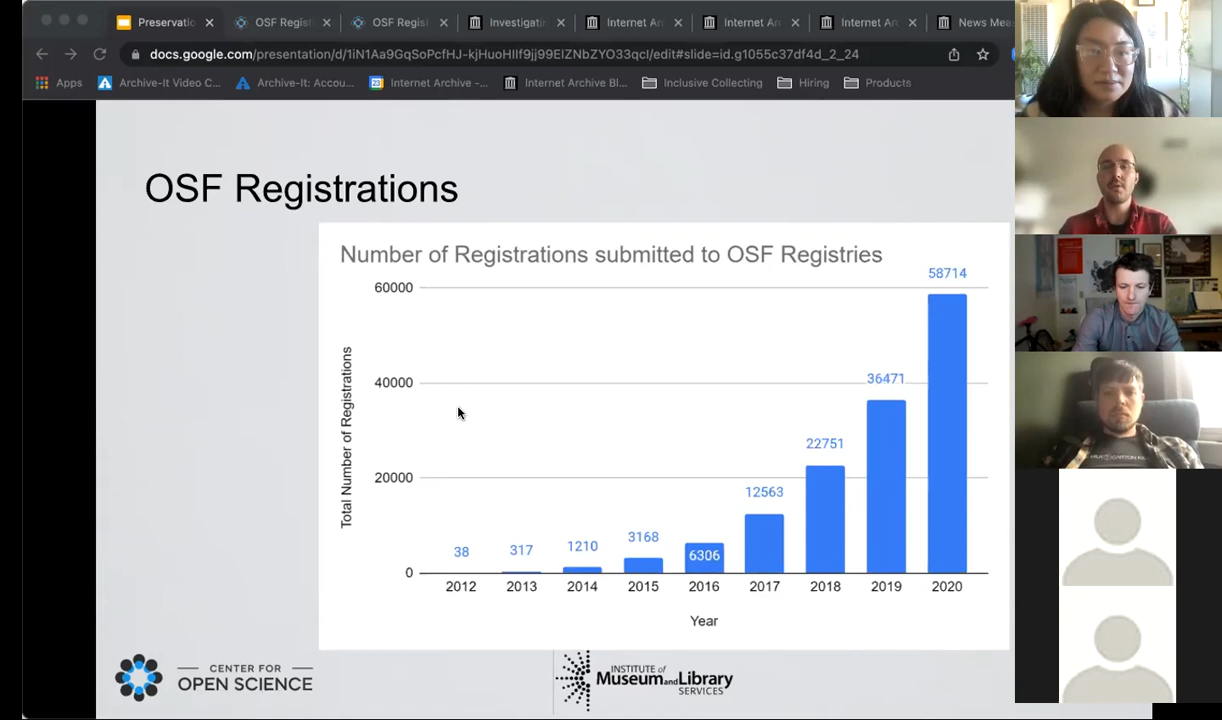 Preservatio
OSF Regist
OSF Regis
Investigatin
Internet Ar
Internet Ar
Internet Ar
News Mea
docs.google.com/presentation/d/1iN1Aa9GqSoPcfHJ-kjHuoHIlf9jj99EIZNbZYO33qcI/edit#slide=id.g1055c37df4d_2_24
Apps
Archive-It Video C...
Archive-It: Accou...
Internet Archive -...
Internet Archive Bl...
Inclusive Collecting
Hiring
Products
OSF Registrations
Number of Registrations submitted to OSF Registries
Total Number of Registrations
60000
40000
20000
0
38
317
1210
3168
6306
12563
22751
36471
58714
2012
2013
2014
2015
2016
2017
2018
2019
2020
Year
CENTER FOR
OPEN SCIENCE
INSTITUTE of
Museum and Library
SERVICES